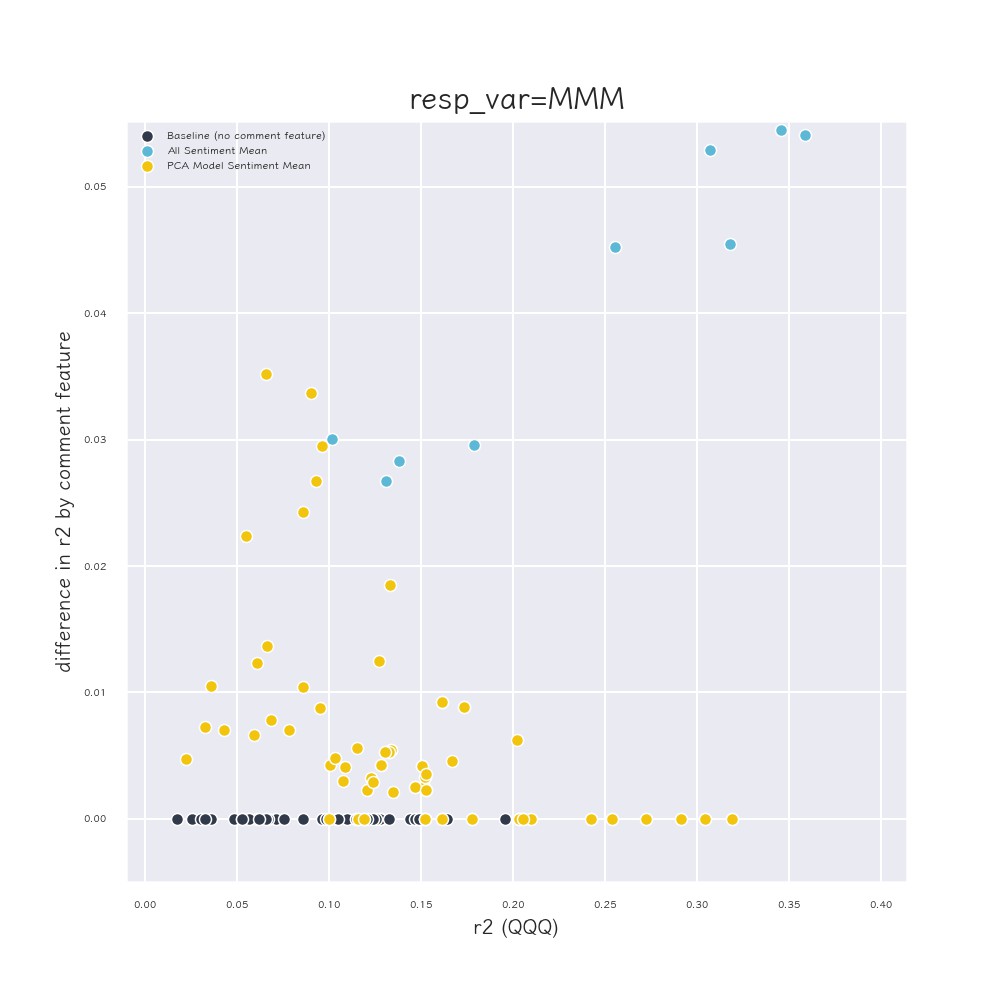 resp_var=MMM
Baseline (no comment feature)
All Sentiment Mean
PCA Model Sentiment Mean
difference in r2 by comment feature
0.05
0.04
0.03
0.02
0.01
0.00
0.00 0.05 0.10 0.15 0.20 0.25 0.30 0.35 0.40
r2 (QQQ)